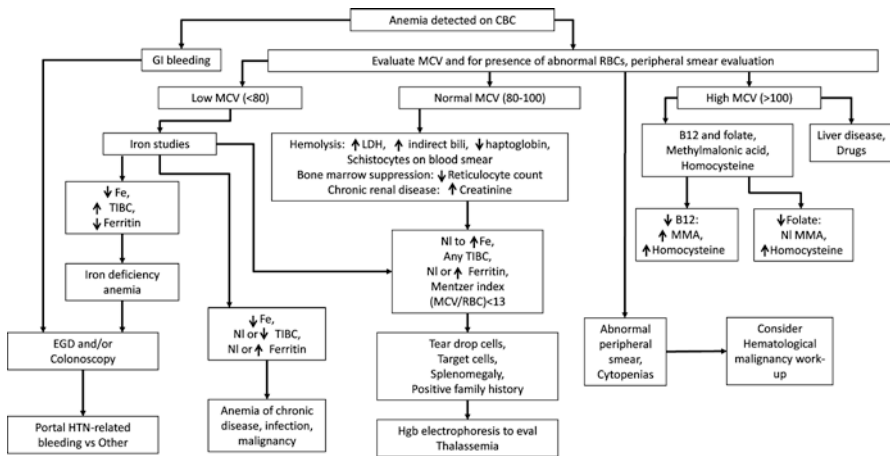 Anemia detected on CBC
GI bleeding
Evaluate MCV and for presence of abnormal RBCs, peripheral smear evaluation
Low MCV (<80)
Normal MCV (80-100)
High MCV (>100)
Iron studies
Hemolysis: ↑ LDH, ↑ indirect bili, ↓ haptoglobin,
Schistocytes on blood smear
Bone marrow suppression: ↓ Reticulocyte count
Chronic renal disease: ↑ Creatinine
B12 and folate,
Methylmalonic acid,
Homocysteine
Liver disease,
Drugs
↓ Fe,
↑ TIBC,
↓ Ferritin
↓ B12:
↑ MMA,
↑ Homocysteine
↓ Folate:
Nl MMA,
↑ Homocysteine
Nl to ↑ Fe,
Any TIBC,
Nl or ↑ Ferritin,
Mentzer index
(MCV/RBC)<13
Iron deficiency
anemia
↓ Fe,
Nl or ↓ TIBC,
Nl or ↑ Ferritin
EGD and/or
Colonoscopy
Tear drop cells,
Target cells,
Splenomegaly,
Positive family history
Abnormal
peripheral
smear,
Cytopenias
Consider
Hematological
malignancy work-
up
Portal HTN-related
bleeding vs Other
Anemia of chronic
disease, infection,
malignancy
Hgb electrophoresis to eval
Thalassemia